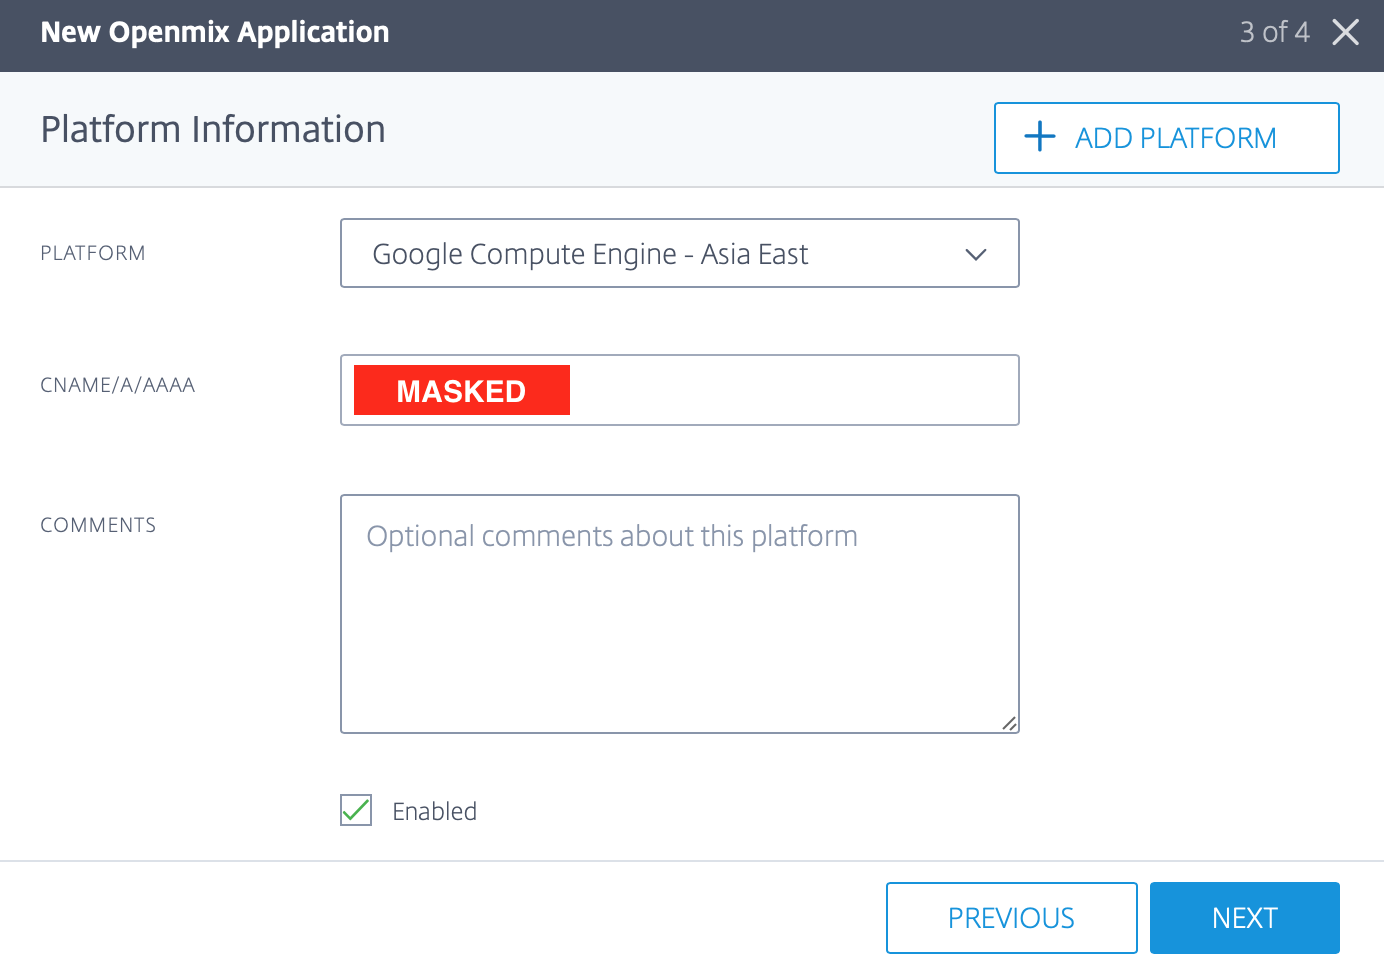 New Openmix Application
3 of 4
Platform Information
ADD PLATFORM
PLATFORM
Google Compute Engine - Asia East
CNAME/A/AAAA
MASKED
COMMENTS
Optional comments about this platform
Enabled
PREVIOUS
NEXT